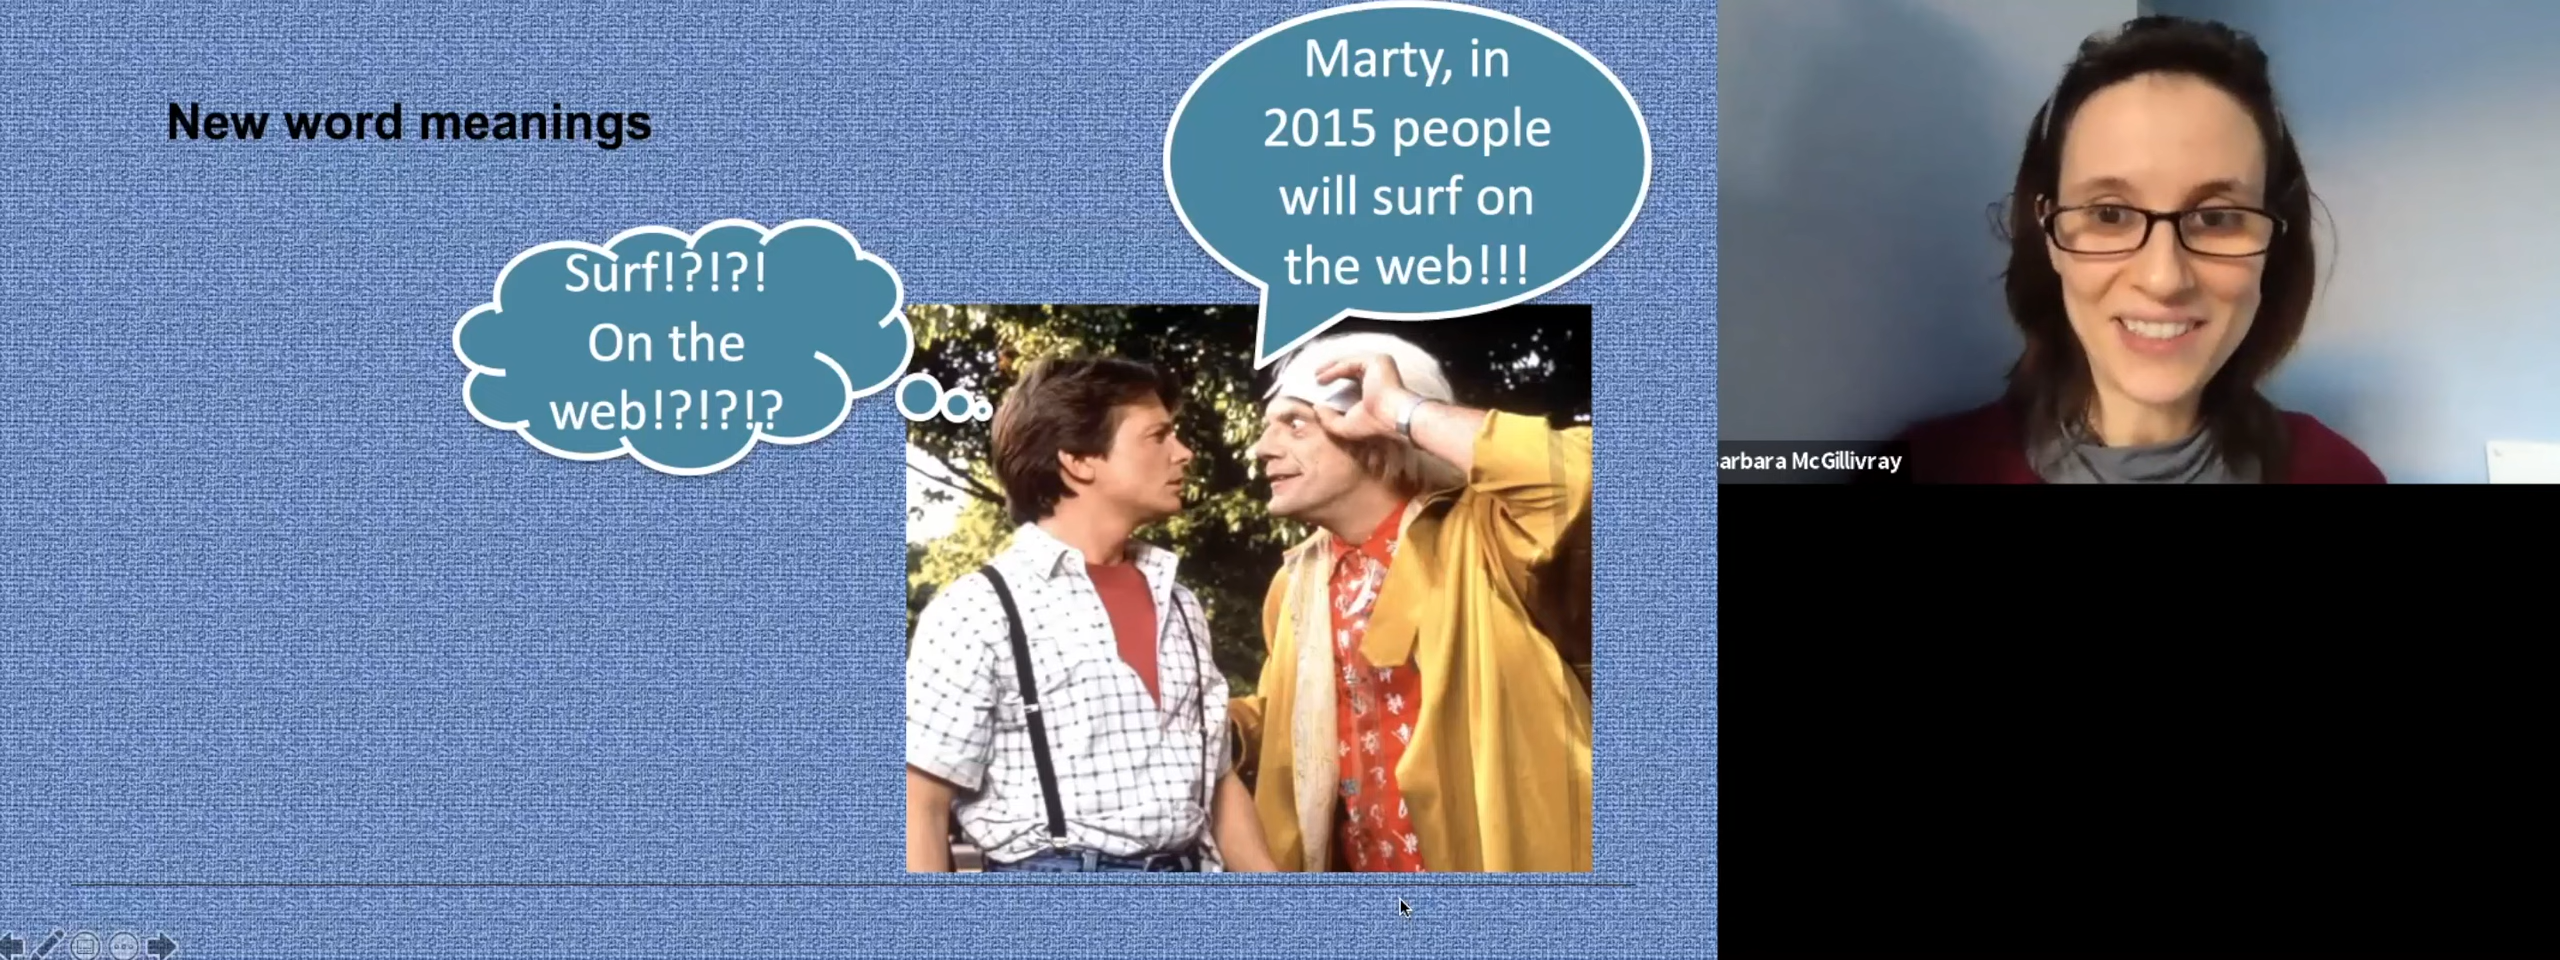 New word meanings
Marty, in
2015 people
will surf on
the web!!!
Surf!?!?!
On the
web!?!?!?
arbara McGillivray